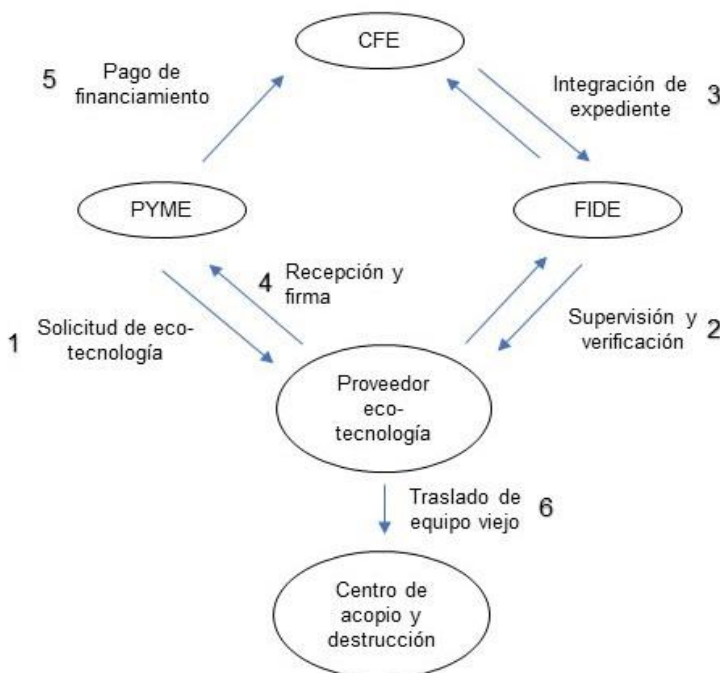 CFE
5
Pago de
financiamiento
Integración de
expediente
3
PYME
FIDE
4
Recepción y
firma
1
Solicitud de eco-
tecnología
Supervisión y
verificación
2
Proveedor
eco-
tecnología
Traslado de
equipo viejo
6
Centro de
acopio y
destrucción